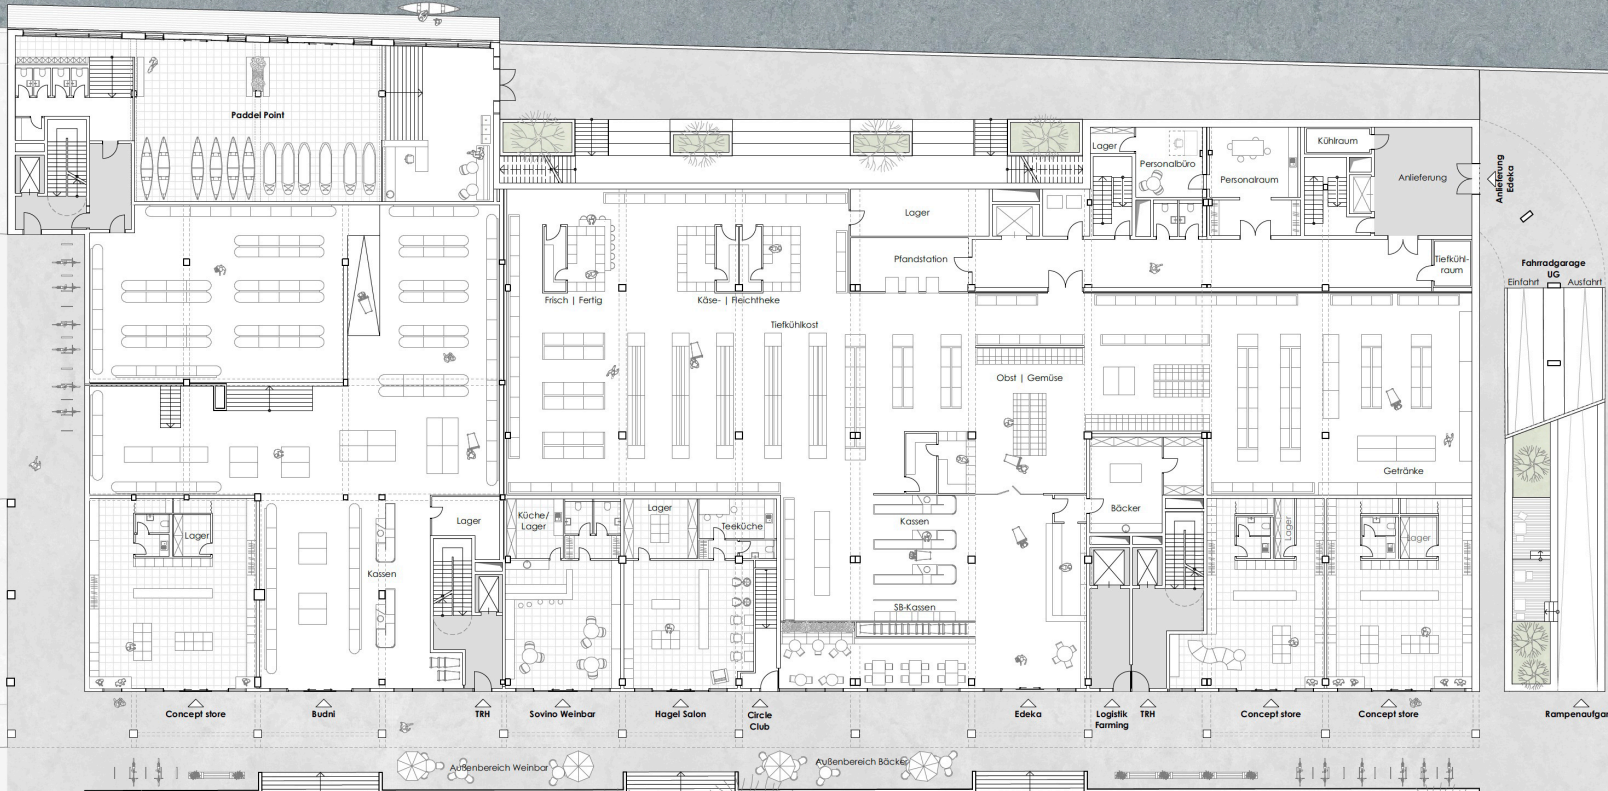 Paddel Point
Lager
Personalbüro
Personalraum
Kühlraum
Anlieferung
Anlieferung
Edeka
Lager
Pfandstation
Tiefkühl-
raum
Fahrradgarage
UG
Einfahrt
Ausfahrt
Frisch | Fertig
Käse- | Fleichtheke
Tiefkühlkost
Obst | Gemüse
Getränke
Lager
Lager
Küche/
Lager
Lager
Teeküche
Kassen
Bäcker
Lager
Lager
Kassen
SB-Kassen
Concept store
Budni
TRH
Sovino Weinbar
Hagel Salon
Circle
Club
Edeka
Logistik
Farming
TRH
Concept store
Concept store
Rampenaufgan
Außenbereich Weinbar
Außenbereich Bäcker